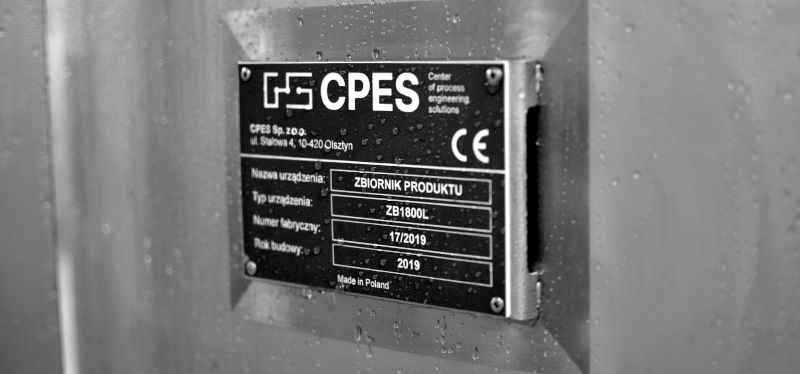 CPES
Center
of process
engineering
solutions
CPES Sp. z o.o.
ul. Stalowa 4, 10-420 Olsztyn
CE
Nazwa urządzenia: ZBIORNIK PRODUKTU
Typ urządzenia: ZB1800L
Numer fabryczny: 17/2019
Rok budowy: 2019
Made in Poland